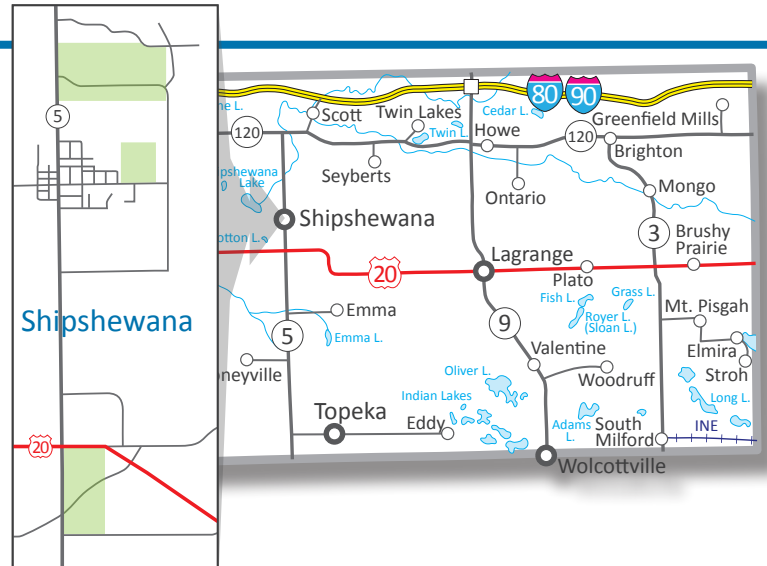 5
Shipshewana
20
80
90
ne L.
120
Scott
Twin Lakes
Twin L.
Cedar L.
Howe
120
Greenfield Mills
Brighton
Seyberts
Ontario
Mongo
pshewana
Lake
Shipshewana
otton L.
20
Lagrange
3
Brushy
Prairie
Plato
Fish L.
Grass L.
Royer L.
(Sloan L.)
Mt. Pisgah
Emma
Emma L.
5
9
Elmira
Stroh
oneyville
Valentine
Woodruff
Oliver L.
Indian Lakes
Long L.
Topeka
Eddy
Adams
L.
South
Milford
INE
Wolcottville